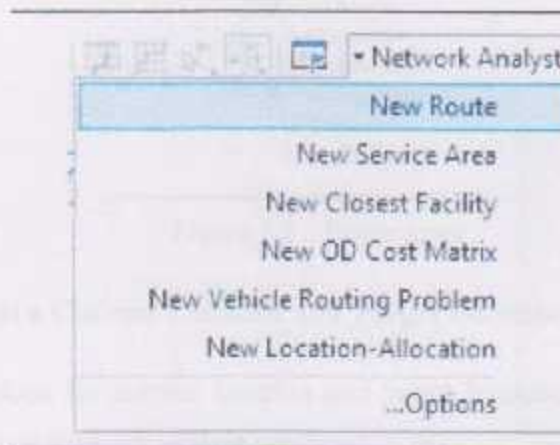 Network Analyst
New Route
New Service Area
New Closest Facility
New OD Cost Matrix
New Vehicle Routing Problem
New Location-Allocation
...Options